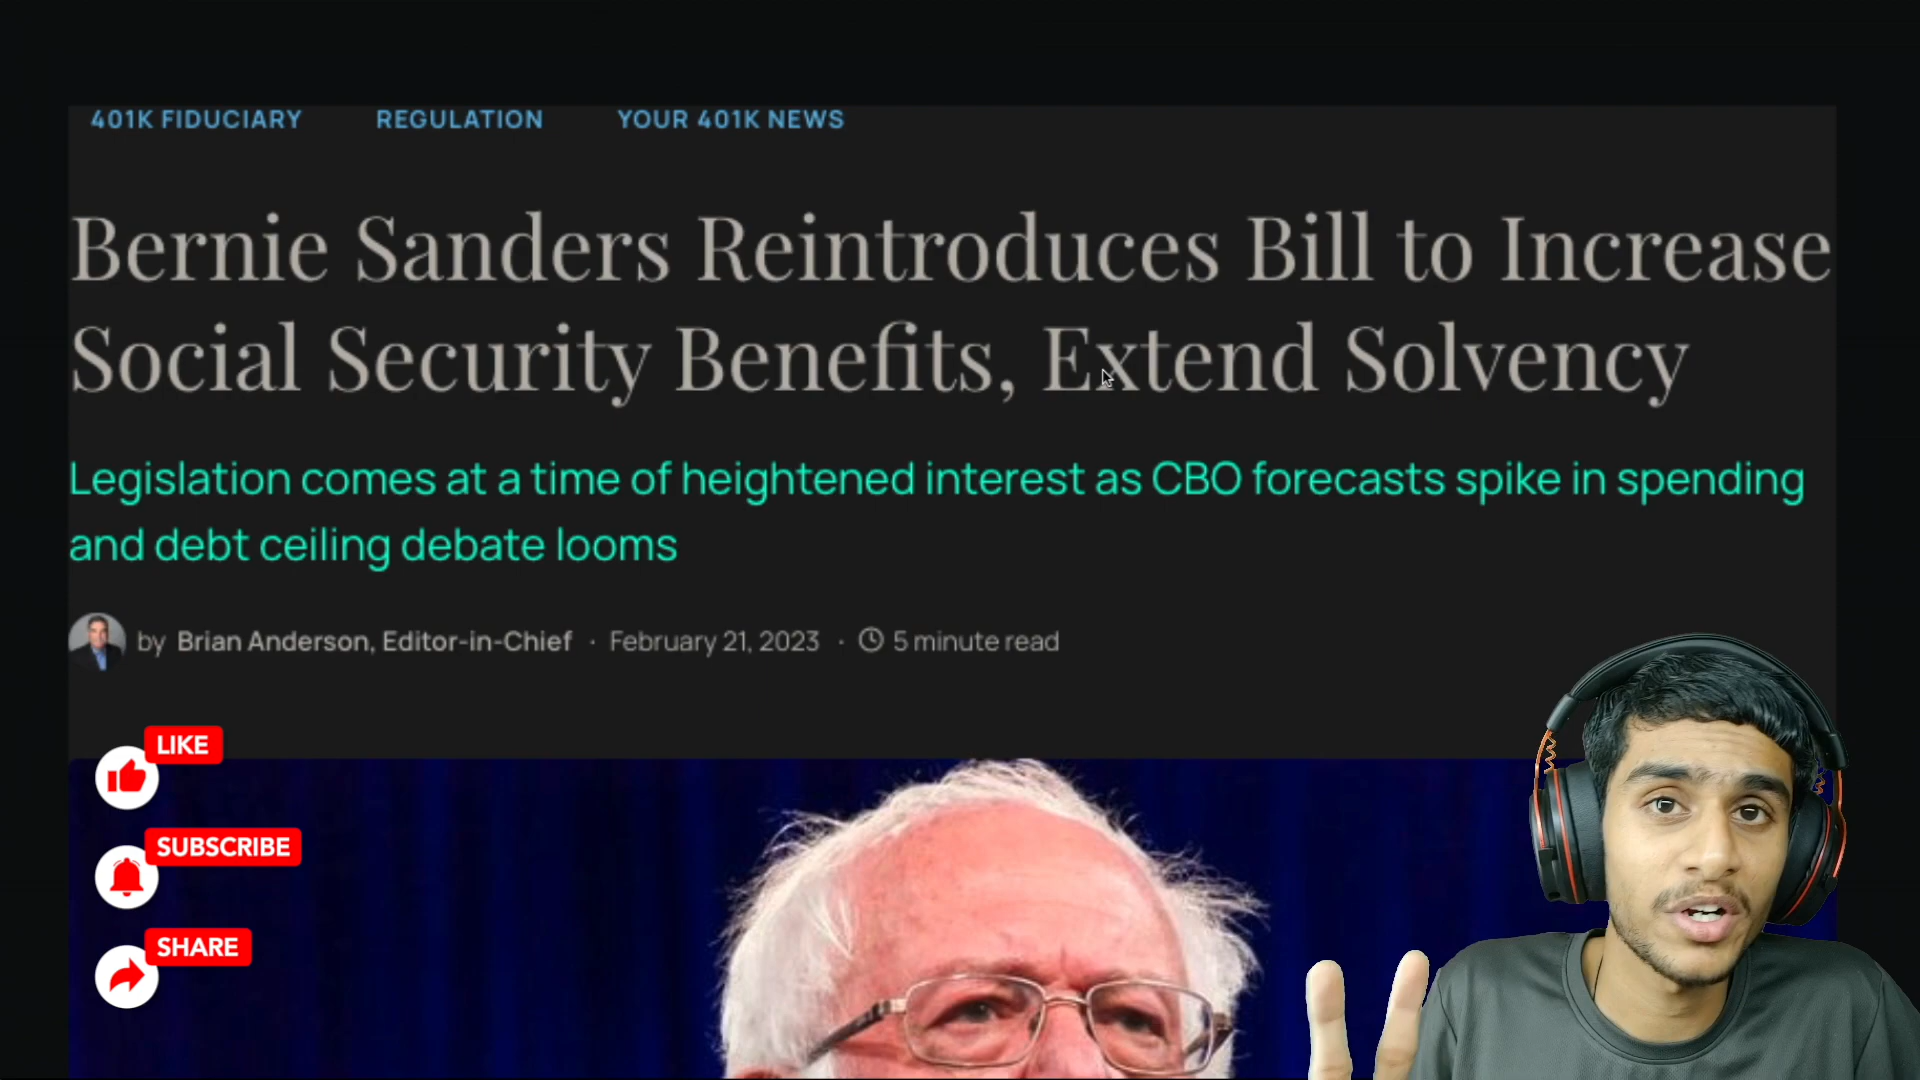 401K FIDUCIARY REGULATION YOUR 401K NEWS
Bernie Sanders Reintroduces Bill to Increase
Social Security Benefits, Extend Solvency
Legislation comes at a time of heightened interest as CBO forecasts spike in spending
and debt ceiling debate looms
by Brian Anderson, Editor-in-Chief · February 21, 2023 · 5 minute read
LIKE
SUBSCRIBE
SHARE